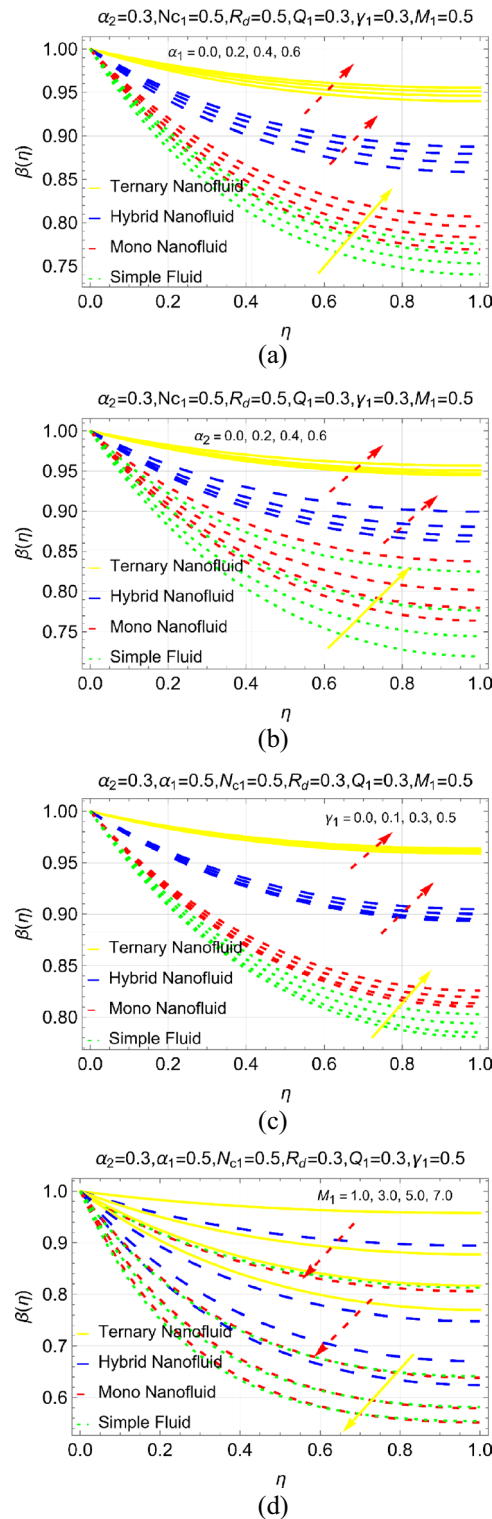 α₂=0.3,Nc₁=0.5,R_d=0.5,Q₁=0.3,γ₁=0.3,M₁=0.5
α₁ = 0.0, 0.2, 0.4, 0.6
1.00
0.95
0.90
0.85
0.80
0.75
β(η)
Ternary Nanofluid
Hybrid Nanofluid
Mono Nanofluid
Simple Fluid
0.0 0.2 0.4 0.6 0.8 1.0
η
(a)
α₂=0.3,Nc₁=0.5,R_d=0.5,Q₁=0.3,γ₁=0.3,M₁=0.5
α₂ = 0.0, 0.2, 0.4, 0.6
1.00
0.95
0.90
0.85
0.80
0.75
β(η)
Ternary Nanofluid
Hybrid Nanofluid
Mono Nanofluid
Simple Fluid
0.0 0.2 0.4 0.6 0.8 1.0
η
(b)
α₂=0.3,α₁=0.5,N_c1=0.5,R_d=0.3,Q₁=0.3,M₁=0.5
γ₁ = 0.0, 0.1, 0.3, 0.5
1.00
0.95
0.90
0.85
0.80
β(η)
Ternary Nanofluid
Hybrid Nanofluid
Mono Nanofluid
Simple Fluid
0.0 0.2 0.4 0.6 0.8 1.0
η
(c)
α₂=0.3,α₁=0.5,N_c1=0.5,R_d=0.3,Q₁=0.3,γ₁=0.5
M₁ = 1.0, 3.0, 5.0, 7.0
1.0
0.9
0.8
0.7
0.6
β(η)
Ternary Nanofluid
Hybrid Nanofluid
Mono Nanofluid
Simple Fluid
0.0 0.2 0.4 0.6 0.8 1.0
η
(d)